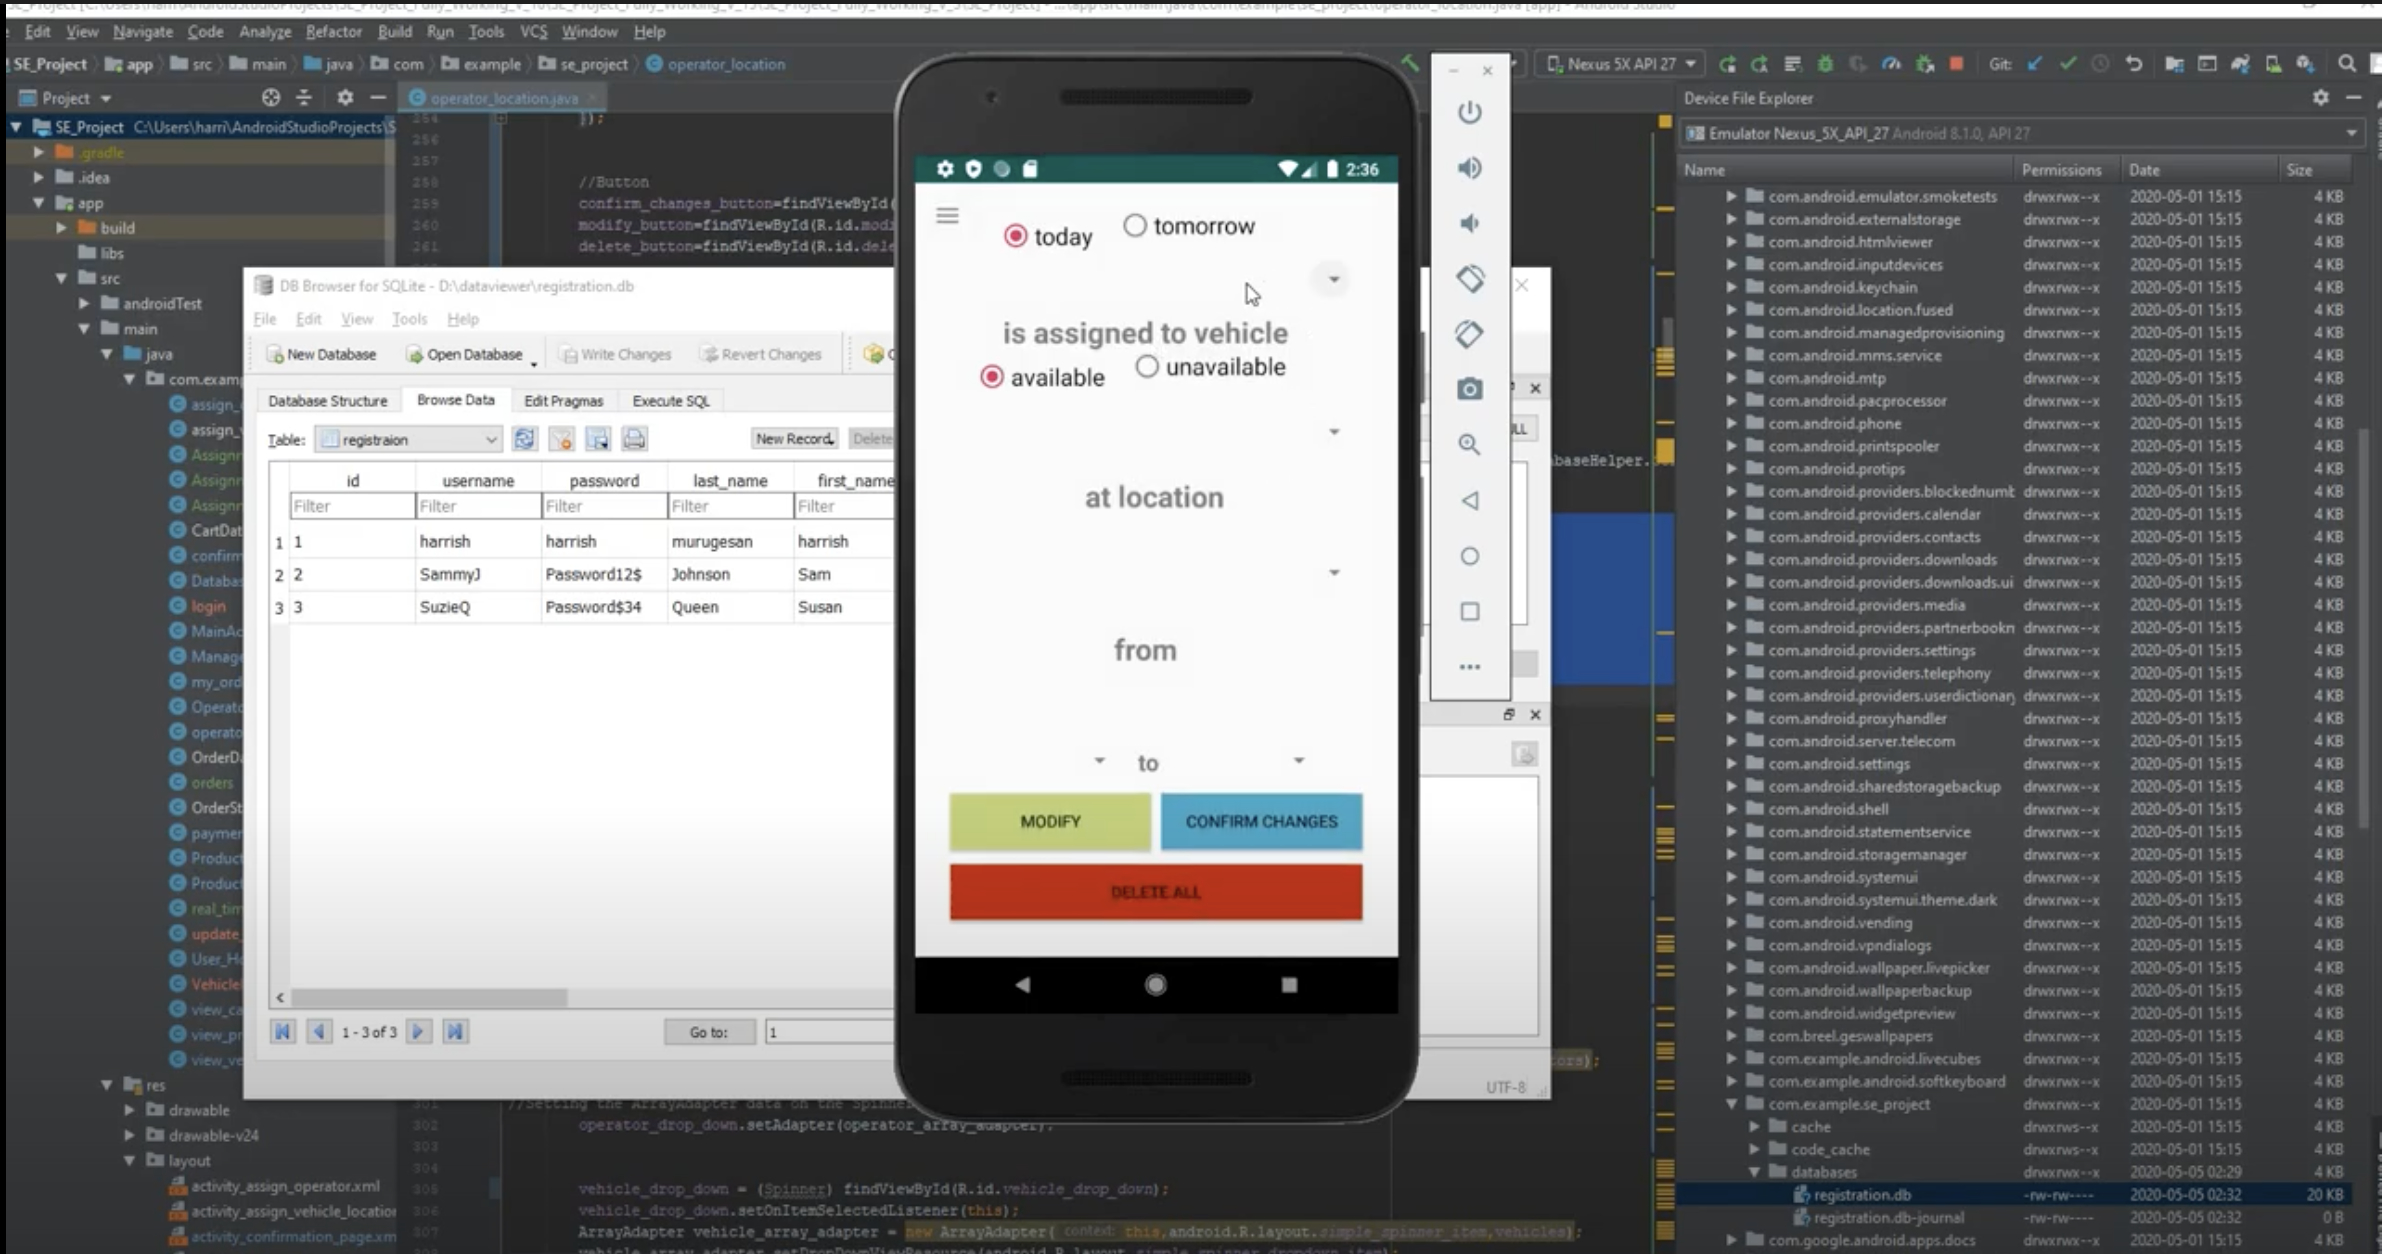 Edit View Navigate Code Analyze Refactor Build Run Tools VCS Window Help
SE_Project app src main java com example se_project operator_location
Nexus 5X API 27
Git:
Project
operator_location.java
SE_Project C:\Users\harri\AndroidStudioProjects\S
.gradle
.idea
app
build
libs
src
androidTest
main
java
com.examp
assign_
assign_v
Assignm
Assignm
Assignm
CartDat
confirm
Databas
login
MainAc
Manage
my_ord
Operato
operato
OrderDa
orders
OrderSt
paymen
Product
Product
real_tim
update_
User_Ho
Vehicle
view_ca
view_pr
view_ve
res
drawable
drawable-v24
layout
activity_assign_operator.xml
activity_assign_vehicle_location
activity_confirmation_page.xm
254 });
256
257
258 //Button
259 confirm_changes_button=findViewById(
260 modify_button=findViewById(R.id.modi
261 delete_button=findViewById(R.id.dele
DB Browser for SQLite - D:\dataviewer\registration.db
File Edit View Tools Help
New Database Open Database Write Changes Revert Changes
Database Structure Browse Data Edit Pragmas Execute SQL
Table: registraion New Record Delete
id username password last_name first_name
Filter Filter Filter Filter Filter
1 1 harrish harrish murugesan harrish
2 2 SammyJ Password12$ Johnson Sam
3 3 SuzieQ Password$34 Queen Susan
1 - 3 of 3 Go to: 1
UTF-8
baseHelper.
tors);
301 //Setting the ArrayAdapter data on the Spinner
302 operator_drop_down.setAdapter(operator_array_adapter);
303
304
305 vehicle_drop_down = (Spinner) findViewById(R.id.vehicle_drop_down);
306 vehicle_drop_down.setOnItemSelectedListener(this);
307 ArrayAdapter vehicle_array_adapter = new ArrayAdapter( context: this,android.R.layout.simple_spinner_item,vehicles);
2:36
today tomorrow
is assigned to vehicle
available unavailable
at location
from
to
MODIFY CONFIRM CHANGES
DELETE ALL
Device File Explorer
Emulator Nexus_5X_API_27 Android 8.1.0, API 27
Name Permissions Date Size
com.android.emulator.smoketests drwxrwx--x 2020-05-01 15:15 4 KB
com.android.externalstorage drwxrwx--x 2020-05-01 15:15 4 KB
com.android.htmlviewer drwxrwx--x 2020-05-01 15:15 4 KB
com.android.inputdevices drwxrwx--x 2020-05-01 15:15 4 KB
com.android.keychain drwxrwx--x 2020-05-01 15:15 4 KB
com.android.location.fused drwxrwx--x 2020-05-01 15:15 4 KB
com.android.managedprovisioning drwxrwx--x 2020-05-01 15:15 4 KB
com.android.mms.service drwxrwx--x 2020-05-01 15:15 4 KB
com.android.mtp drwxrwx--x 2020-05-01 15:15 4 KB
com.android.pacprocessor drwxrwx--x 2020-05-01 15:15 4 KB
com.android.phone drwxrwx--x 2020-05-01 15:15 4 KB
com.android.printspooler drwxrwx--x 2020-05-01 15:15 4 KB
com.android.protips drwxrwx--x 2020-05-01 15:15 4 KB
com.android.providers.blockednumb drwxrwx--x 2020-05-01 15:15 4 KB
com.android.providers.calendar drwxrwx--x 2020-05-01 15:15 4 KB
com.android.providers.contacts drwxrwx--x 2020-05-01 15:15 4 KB
com.android.providers.downloads drwxrwx--x 2020-05-01 15:15 4 KB
com.android.providers.downloads.ui drwxrwx--x 2020-05-01 15:15 4 KB
com.android.providers.media drwxrwx--x 2020-05-01 15:15 4 KB
com.android.providers.partnerbookn drwxrwx--x 2020-05-01 15:15 4 KB
com.android.providers.settings drwxrwx--x 2020-05-01 15:15 4 KB
com.android.providers.telephony drwxrwx--x 2020-05-01 15:15 4 KB
com.android.providers.userdictionary drwxrwx--x 2020-05-01 15:15 4 KB
com.android.proxyhandler drwxrwx--x 2020-05-01 15:15 4 KB
com.android.server.telecom drwxrwx--x 2020-05-01 15:15 4 KB
com.android.settings drwxrwx--x 2020-05-01 15:15 4 KB
com.android.sharedstoragebackup drwxrwx--x 2020-05-01 15:15 4 KB
com.android.shell drwxrwx--x 2020-05-01 15:15 4 KB
com.android.statementservice drwxrwx--x 2020-05-01 15:15 4 KB
com.android.storagemanager drwxrwx--x 2020-05-01 15:15 4 KB
com.android.systemui drwxrwx--x 2020-05-01 15:15 4 KB
com.android.systemui.theme.dark drwxrwx--x 2020-05-01 15:15 4 KB
com.android.vending drwxrwx--x 2020-05-01 15:15 4 KB
com.android.vpndialogs drwxrwx--x 2020-05-01 15:15 4 KB
com.android.wallpaper.livepicker drwxrwx--x 2020-05-01 15:15 4 KB
com.android.wallpaperbackup drwxrwx--x 2020-05-01 15:15 4 KB
com.android.widgetpreview drwxrwx--x 2020-05-01 15:15 4 KB
com.breel.geswallpapers drwxrwx--x 2020-05-01 15:15 4 KB
com.example.android.livecubes drwxrwx--x 2020-05-01 15:15 4 KB
com.example.android.softkeyboard drwxrwx--x 2020-05-01 15:15 4 KB
com.example.se_project drwxrwx--x 2020-05-01 15:15 4 KB
cache drwxrws--x 2020-05-01 15:15 4 KB
code_cache drwxrws--x 2020-05-01 15:15 4 KB
databases drwxrwx--x 2020-05-05 02:29 4 KB
registration.db -rw-rw---- 2020-05-05 02:32 20 KB
registration.db-journal -rw-rw---- 2020-05-05 02:32 0 B
com.google.android.apps.docs drwxrwx--x 2020-05-01 15:15 4 KB